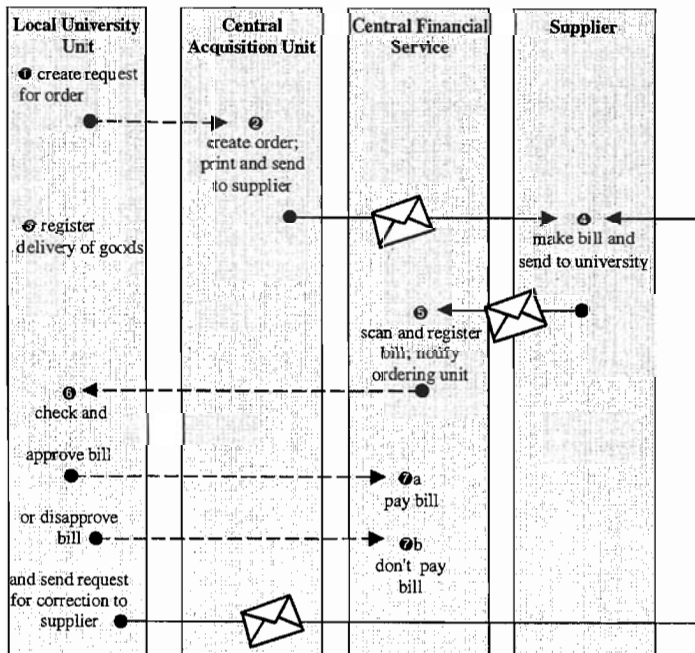 Local University
Unit
Central
Acquisition Unit
Central Financial
Service
Supplier
❶ create request
for order
❷
create order;
print and send
to supplier
❸ register
delivery of goods
❹
make bill and
send to university
❺
scan and register
bill; notify
ordering unit
❻
check and
approve bill
❼a
pay bill
or disapprove
bill
❼b
don't pay
bill
and send request
for correction to
supplier